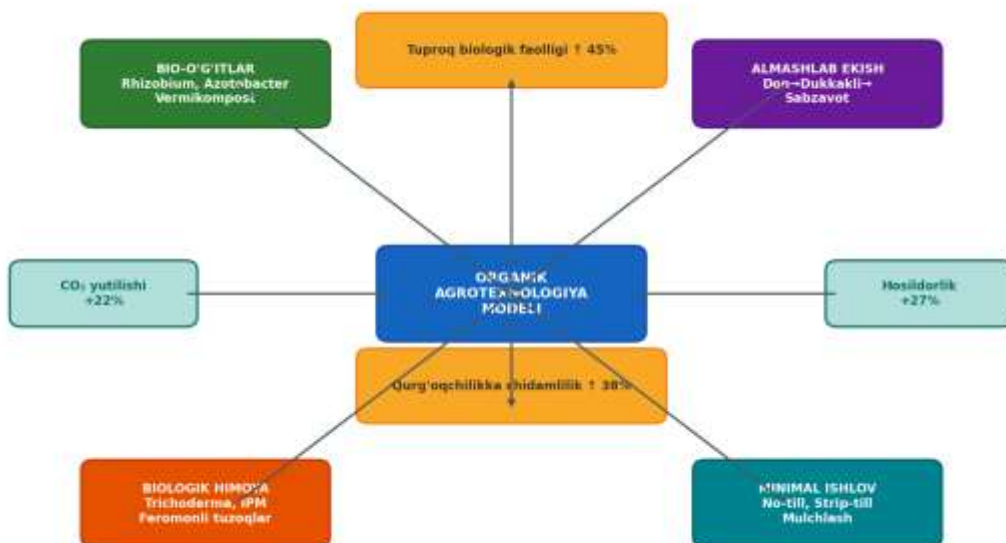 Tuproq biologik faolligi ↑ 45%
BIO-O'G'ITLAR
Rhizobium, Azotobacter
Vermikompost
ALMASHLAB EKISH
Don→Dukkakli→
Sabzavot
CO₂ yutilishi
+22%
ORGANIK
AGROTEXNOLOGIYA
MODELI
Hosildorlik
+27%
Qurg'oqchilikka chidamlilik ↑ 38%
BIOLOGIK HIMOYA
Trichoderma, IPM
Feromonli tuzoqlar
MINIMAL ISHLOV
No-till, Strip-till
Mulchlash